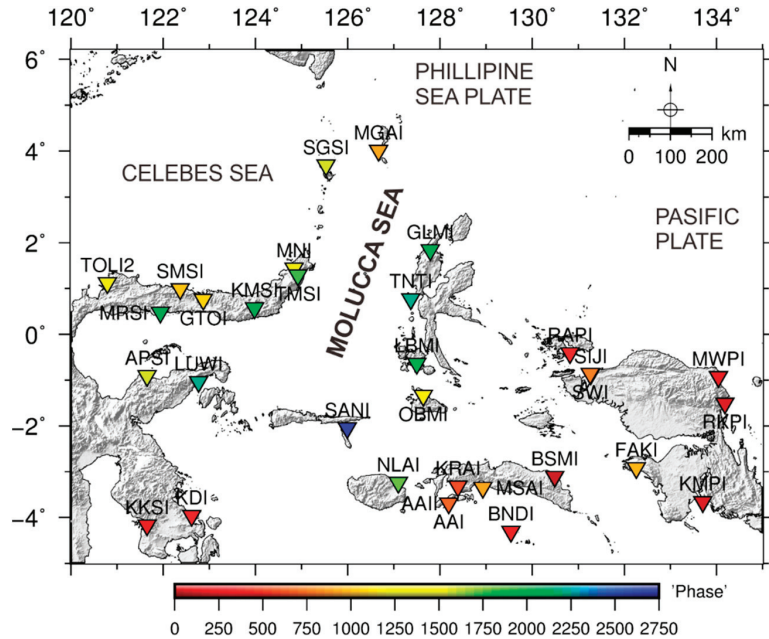 120° 122° 124° 126° 128° 130° 132° 134°
6°
4°
2°
0°
−2°
−4°
PHILLIPINE
SEA PLATE
N
km
0 100 200
CELEBES SEA
MOLUCCA SEA
PASIFIC
PLATE
MGAI
SGSI
GLMI
MNI
TOLI2
SMSI
KMSI
TMSI
TNTI
MRSI
GTOI
LBMI
RAPI
SIJI
MWPI
APSI
LUWI
SWI
OBMI
SANI
RKPI
NLAI
KRAI
BSMI
FAKI
MSAI
KMPI
AAII
AAI
BNDI
KDI
KKSI
'Phase'
0 250 500 750 1000 1250 1500 1750 2000 2250 2500 2750